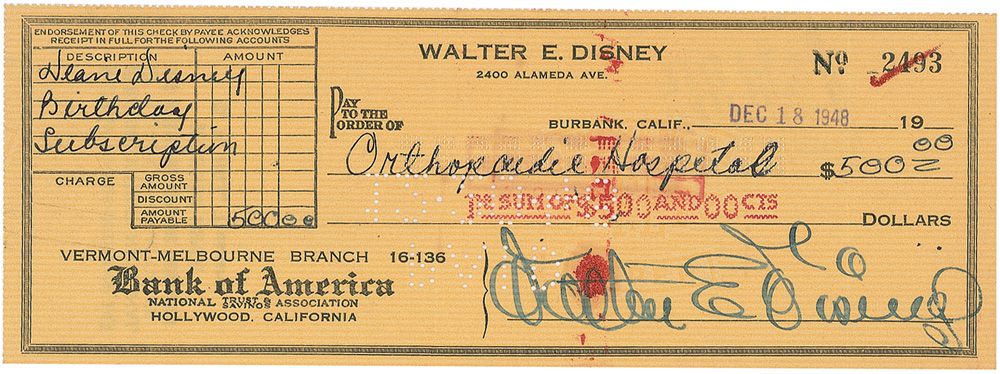 ENDORSEMENT OF THIS CHECK BY PAYEE ACKNOWLEDGES
RECEIPT IN FULL FOR THE FOLLOWING ACCOUNTS
DESCRIPTION AMOUNT
Diane Disney
Birthday
Subscription
CHARGE
GROSS AMOUNT
DISCOUNT
AMOUNT PAYABLE 500 00
WALTER E. DISNEY
2400 ALAMEDA AVE.
No. 2493
PAY TO THE ORDER OF
BURBANK, CALIF., DEC 18 1948 19
Orthopaedic Hospital $500 00
THE SUM OF $500 AND 00 CTS
DOLLARS
VERMONT-MELBOURNE BRANCH 16-136
Bank of America
NATIONAL TRUST & SAVINGS ASSOCIATION
HOLLYWOOD, CALIFORNIA
Walter E Disney